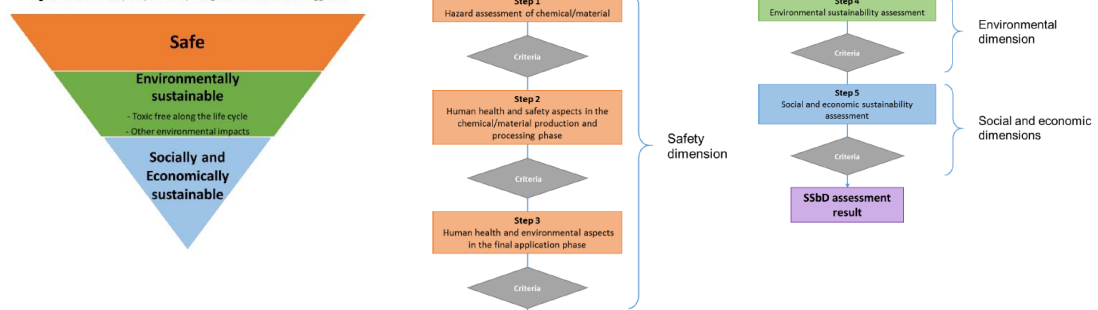 Safe
Environmentally
sustainable
- Toxic free along the life cycle
- Other environmental impacts
Socially and
Economically
sustainable
Step 1
Hazard assessment of chemical/material
Criteria
Step 2
Human health and safety aspects in the
chemical/material production and
processing phase
Criteria
Step 3
Human health and environmental aspects
in the final application phase
Criteria
Safety
dimension
Step 4
Environmental sustainability assessment
Criteria
Environmental
dimension
Step 5
Social and economic sustainability
assessment
Criteria
Social and economic
dimensions
SSbD assessment
result